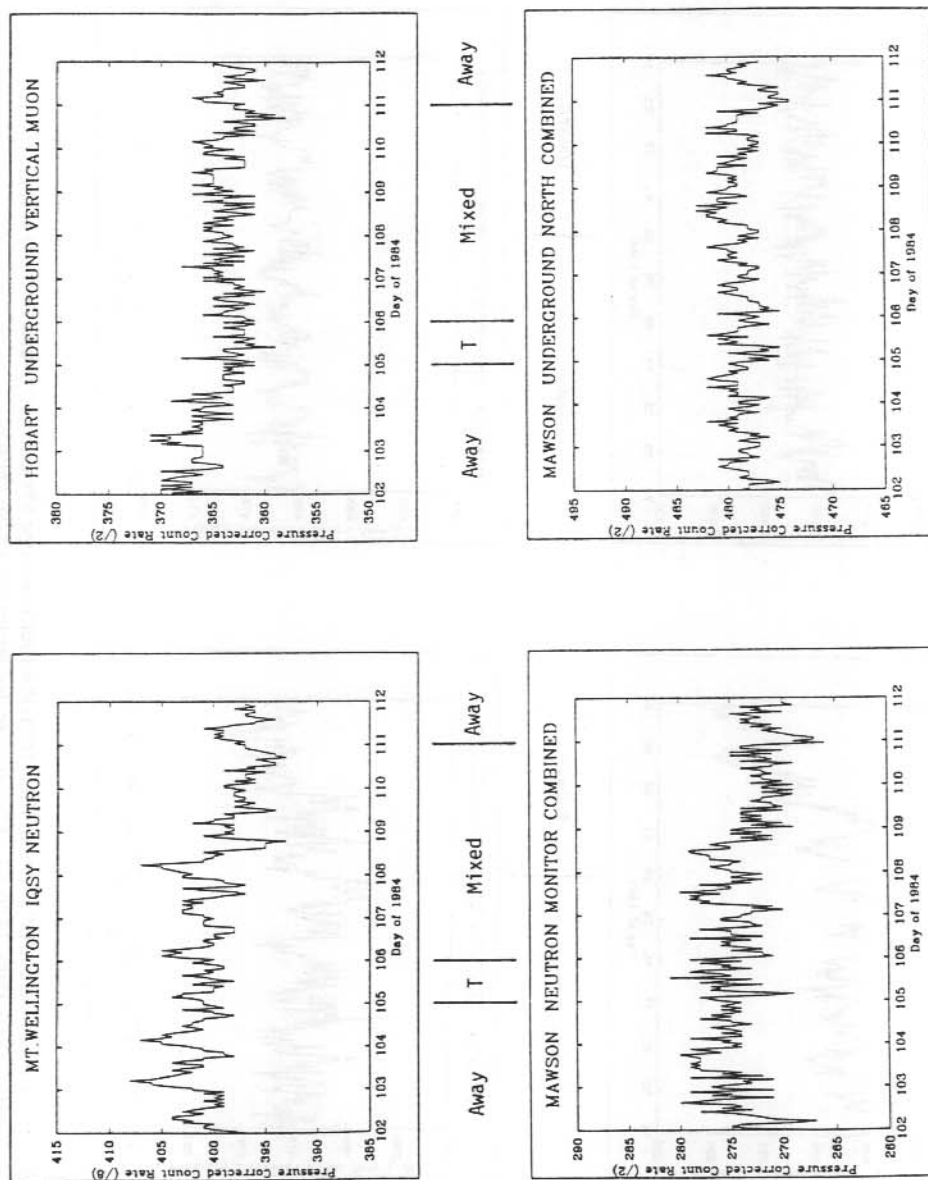 MT.WELLINGTON IQSY NEUTRON
Pressure Corrected Count Rate (/8)
415
410
405
400
395
390
385
102 103 104 105 106 107 108 109 110 111 112
Day of 1984
HOBART UNDERGROUND VERTICAL MUON
Pressure Corrected Count Rate (/2)
380
375
370
365
360
355
350
102 103 104 105 106 107 108 109 110 111 112
Day of 1984
Away T Mixed Away
Away T Mixed Away
MAWSON NEUTRON MONITOR COMBINED
Pressure Corrected Count Rate (/2)
290
285
280
275
270
265
260
102 103 104 105 106 107 108 109 110 111 112
Day of 1984
MAWSON UNDERGROUND NORTH COMBINED
Pressure Corrected Count Rate (/2)
495
490
485
480
475
470
465
102 103 104 105 106 107 108 109 110 111 112
Day of 1984